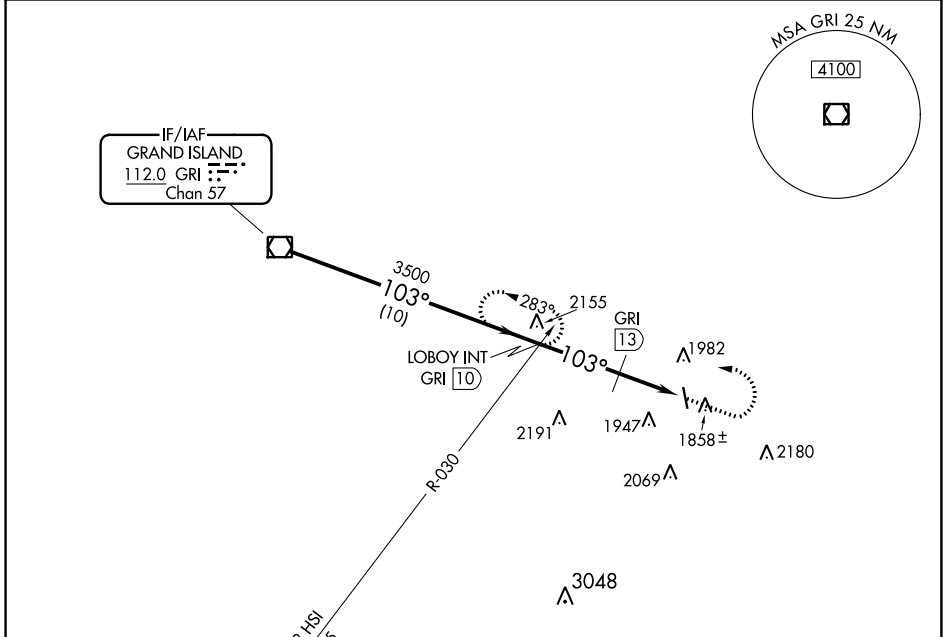 MSA GRI 25 NM
4100
IF/IAF
GRAND ISLAND
112.0 GRI
Chan 57
3500
103°
(10)
283°
2155
GRI
13
LOBOY INT
GRI 10
103°
1982
2191
1947
1858±
2180
2069
R-030
3048
HSI